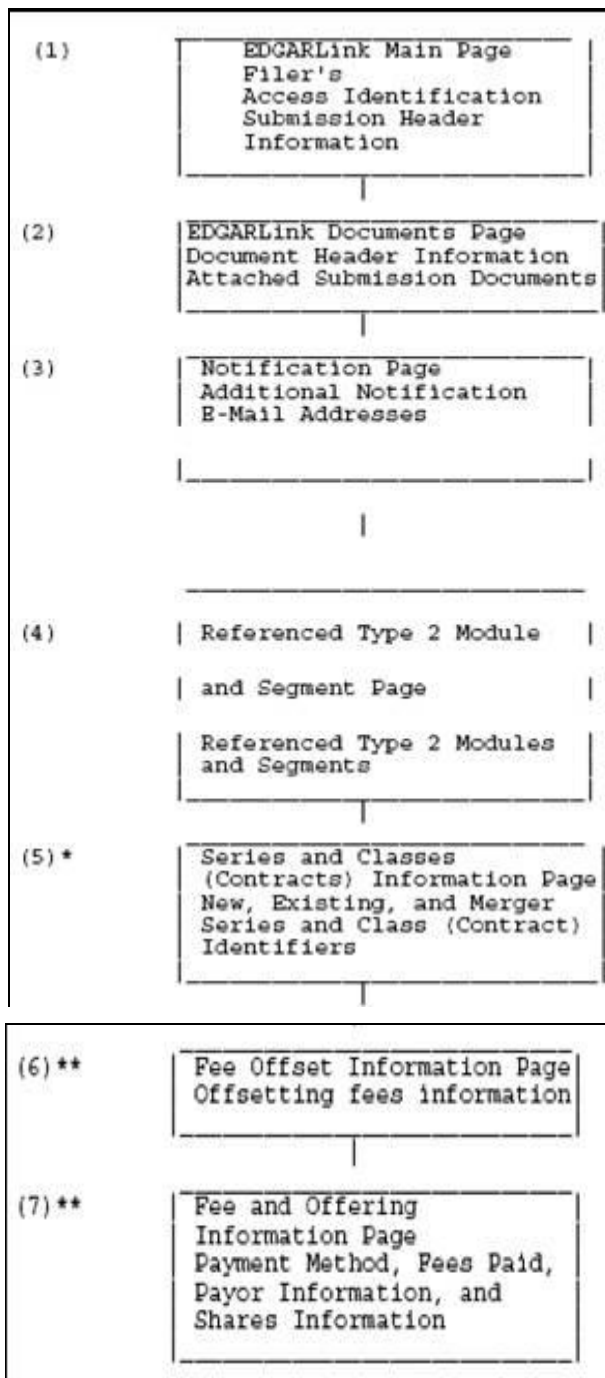 (1) EDGARLink Main Page
Filer's
Access Identification
Submission Header
Information
(2) EDGARLink Documents Page
Document Header Information
Attached Submission Documents
(3) Notification Page
Additional Notification
E-Mail Addresses
(4) Referenced Type 2 Module
and Segment Page
Referenced Type 2 Modules
and Segments
(5)* Series and Classes
(Contracts) Information Page
New, Existing, and Merger
Series and Class (Contract)
Identifiers
(6)** Fee Offset Information Page
Offsetting fees information
(7)** Fee and Offering
Information Page
Payment Method, Fees Paid,
Payor Information, and
Shares Information